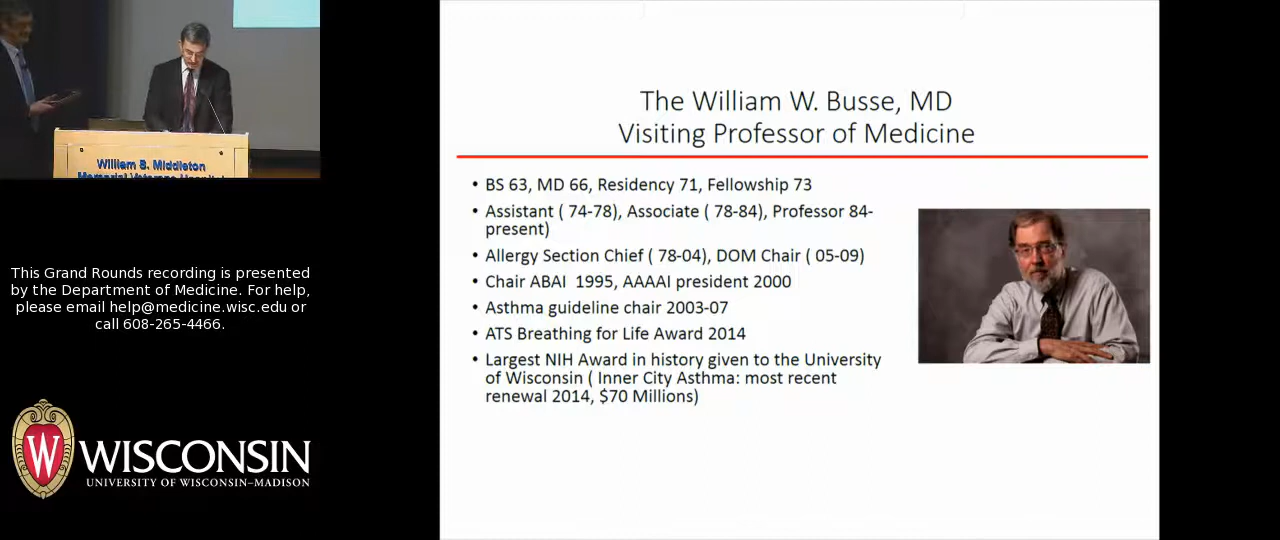 William B. Middleton
Memorial Veterans Hospital
This Grand Rounds recording is presented
by the Department of Medicine. For help,
please email help@medicine.wisc.edu or
call 608-265-4466.
W
WISCONSIN
UNIVERSITY OF WISCONSIN–MADISON
The William W. Busse, MD
Visiting Professor of Medicine
• BS 63, MD 66, Residency 71, Fellowship 73
• Assistant ( 74-78), Associate ( 78-84), Professor 84-
present)
• Allergy Section Chief ( 78-04), DOM Chair ( 05-09)
• Chair ABAI  1995, AAAAI president 2000
• Asthma guideline chair 2003-07
• ATS Breathing for Life Award 2014
• Largest NIH Award in history given to the University
of Wisconsin ( Inner City Asthma: most recent
renewal 2014, $70 Millions)